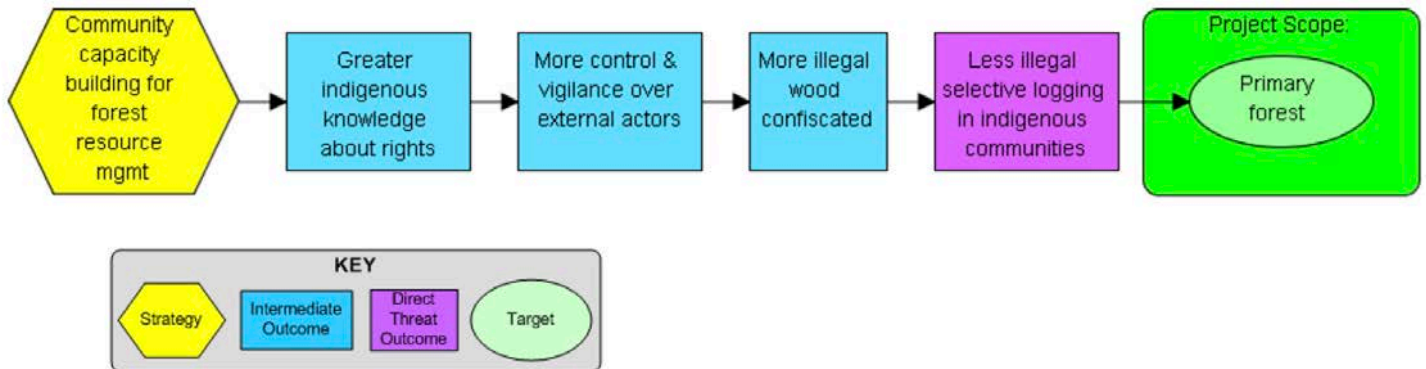 Community
capacity
building for
forest
resource
mgmt
Greater
indigenous
knowledge
about rights
More control &
vigilance over
external actors
More illegal
wood
confiscated
Less illegal
selective logging
in indigenous
communities
Project Scope:
Primary
forest
KEY
Strategy
Intermediate
Outcome
Direct
Threat
Outcome
Target